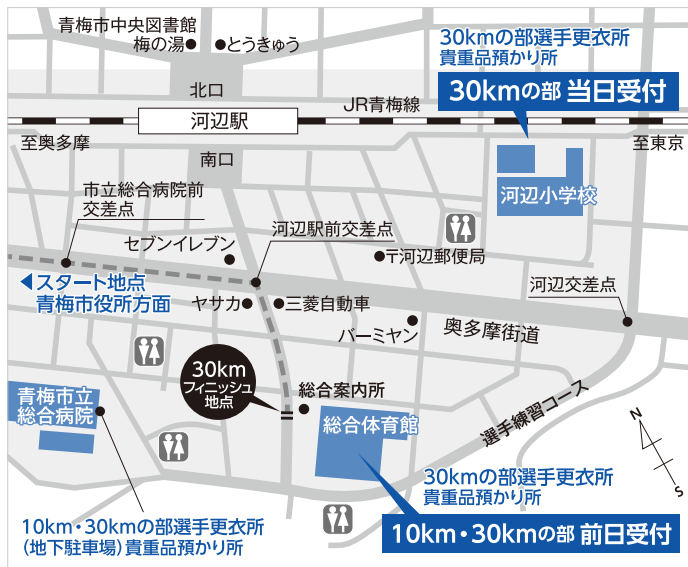 青梅市中央図書館
梅の湯
とうきゅう
30kmの部選手更衣所
貴重品預かり所
30kmの部 当日受付
北口
JR青梅線
河辺駅
至奥多摩
至東京
南口
河辺小学校
市立総合病院前
交差点
セブンイレブン
河辺駅前交差点
〒河辺郵便局
スタート地点
青梅市役所方面
河辺交差点
ヤサカ
三菱自動車
バーミヤン
奥多摩街道
30km
フィニッシュ
地点
総合案内所
青梅市立
総合病院
総合体育館
選手練習コース
N
S
30kmの部選手更衣所
貴重品預かり所
10km・30kmの部 前日受付
10km・30kmの部選手更衣所
（地下駐車場）貴重品預かり所